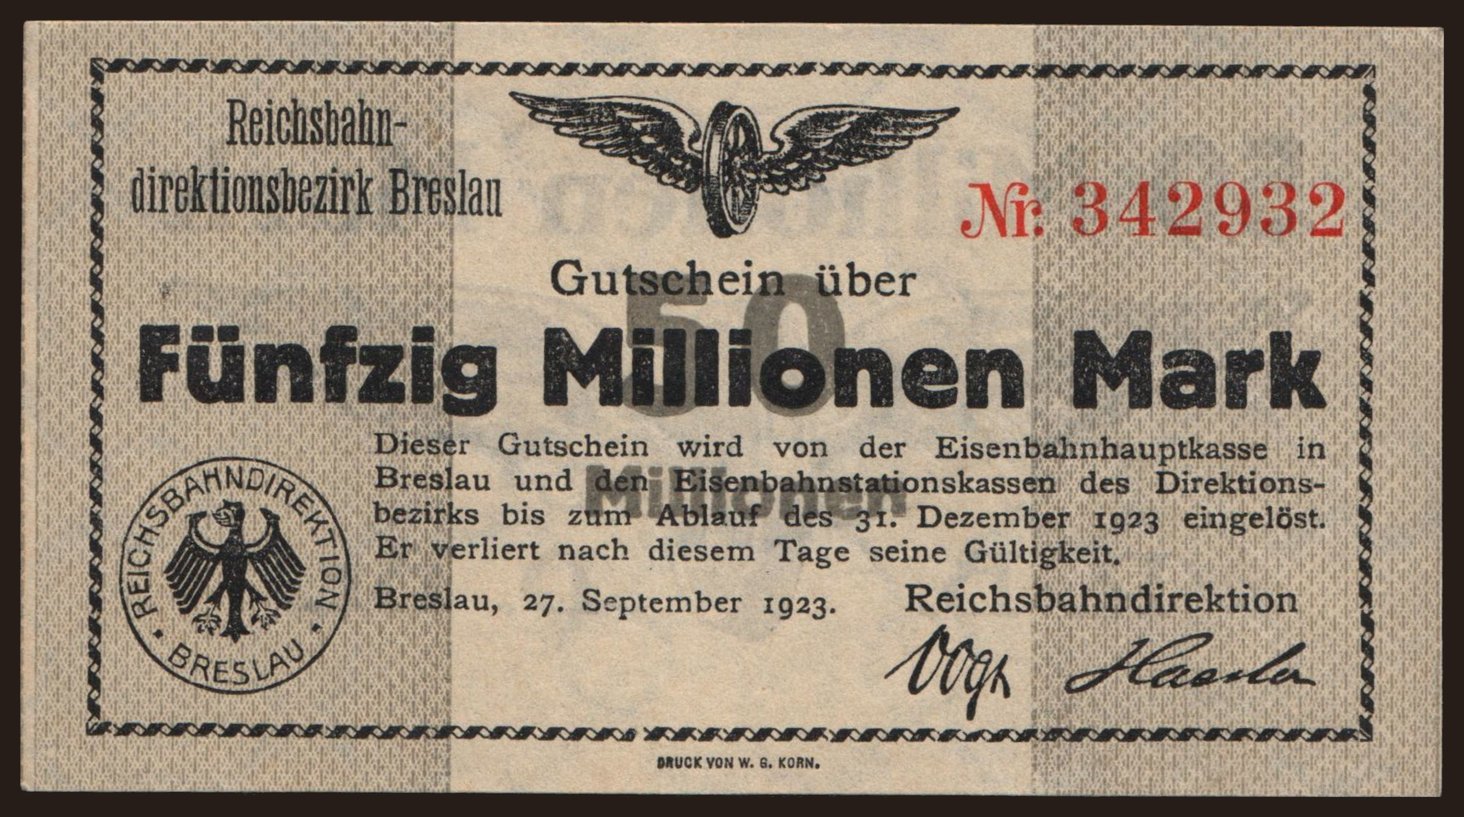 Reichsbahn-
direktionsbezirk Breslau
Nr. 342932
Gutschein über
50
Fünfzig Millionen Mark
Millionen
Dieser Gutschein wird von der Eisenbahnhauptkasse in
Breslau und den Eisenbahnstationskassen des Direktions-
bezirks bis zum Ablauf des 31. Dezember 1923 eingelöst.
Er verliert nach diesem Tage seine Gültigkeit.
Breslau, 27. September 1923.
Reichsbahndirektion
REICHSBAHNDIREKTION
BRESLAU
Vogt
DRUCK VON W. G. KORN.